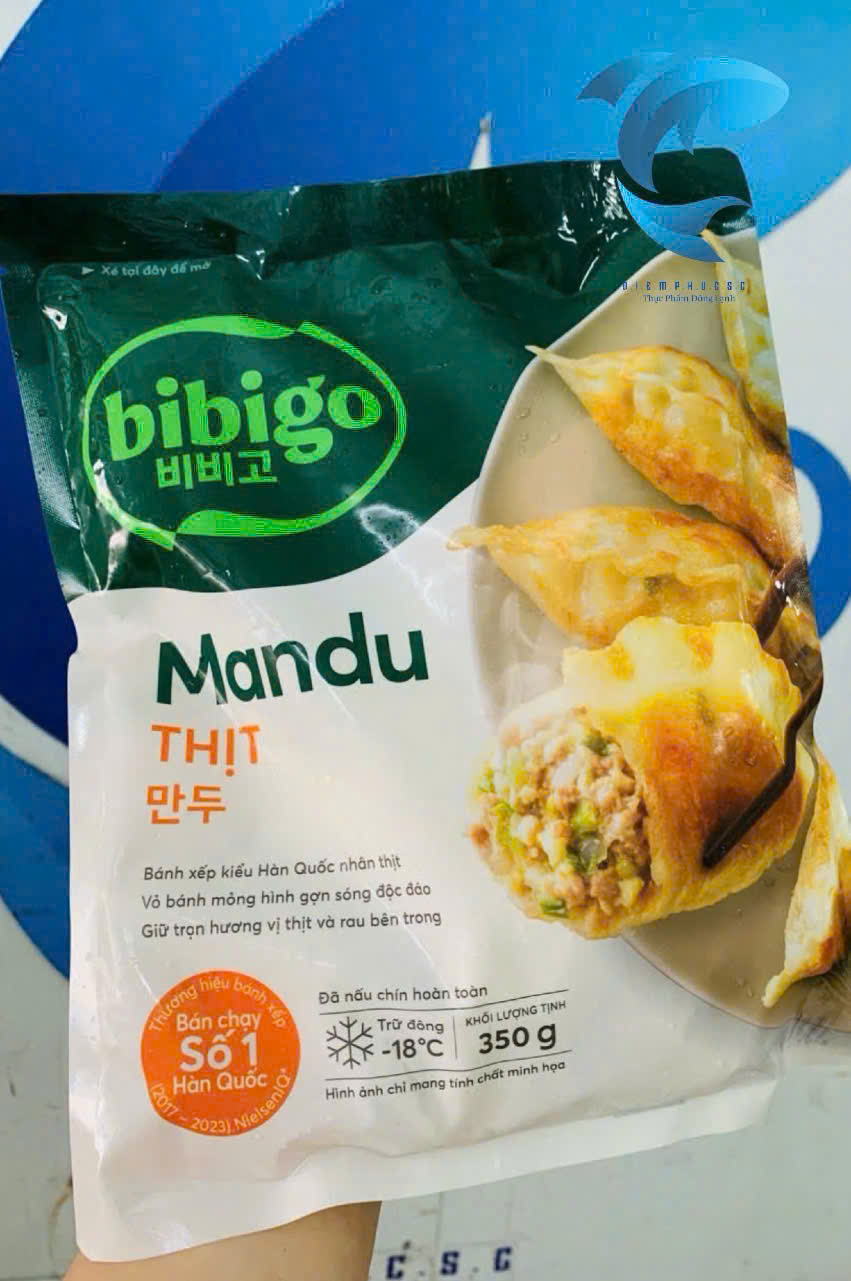 DIEMPHUCSC
Thực Phẩm Đông Lạnh
Xé tại đây để mở
bibigo
비비고
Mandu
THỊT
만두
Bánh xếp kiểu Hàn Quốc nhân thịt
Vỏ bánh mỏng hình gợn sóng độc đáo
Giữ trọn hương vị thịt và rau bên trong
Thương hiệu bánh xếp
Bán chạy
Số 1
Hàn Quốc
(2017 - 2023), NielsenIQ*
Đã nấu chín hoàn toàn
Trữ đông
-18°C
KHỐI LƯỢNG TỊNH
350 g
Hình ảnh chỉ mang tính chất minh họa
C.S.C